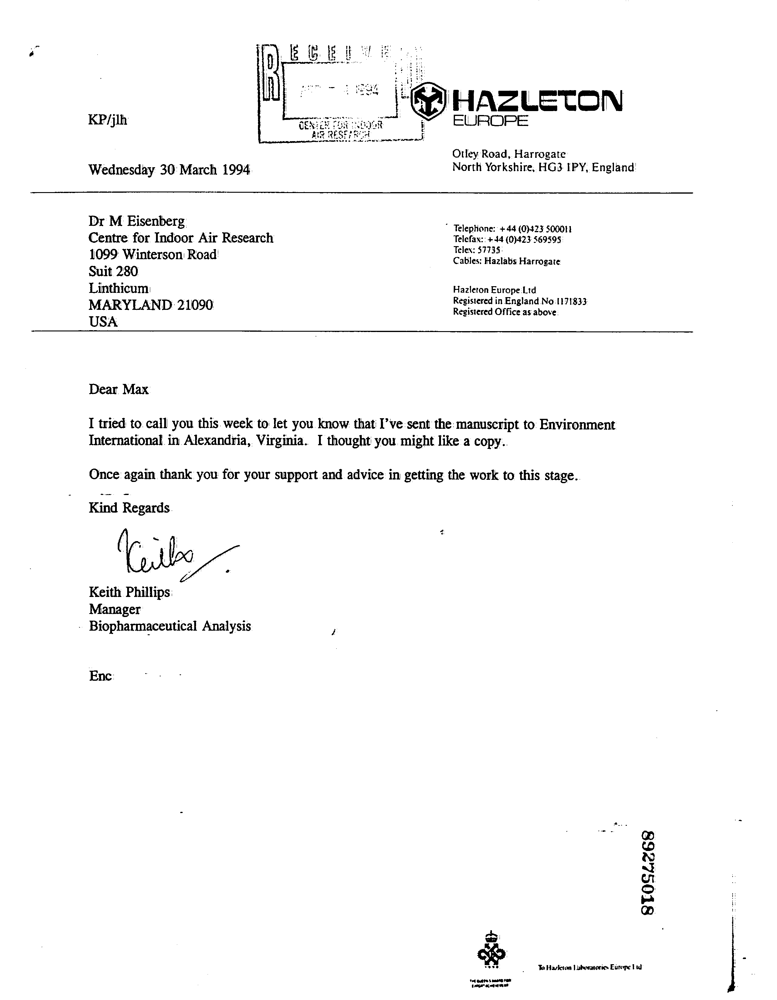 RECEIVED
1994
CENTER FOR INDOOR
AIR RESEARCH
HAZLETON
EUROPE
KP/jlh
Otley Road, Harrogate
North Yorkshire, HG3 1PY, England
Wednesday 30 March 1994
Dr M Eisenberg
Centre for Indoor Air Research
1099 Winterson Road
Suit 280
Linthicum
MARYLAND 21090
USA
Telephone: +44 (0)423 500011
Telefax: +44 (0)423 569595
Telex: 57735
Cables: Hazlabs Harrogate
Hazleton Europe Ltd
Registered in England No 1171833
Registered Office as above
Dear Max
I tried to call you this week to let you know that I've sent the manuscript to Environment
International in Alexandria, Virginia. I thought you might like a copy.
Once again thank you for your support and advice in getting the work to this stage.
Kind Regards
Keith
Keith Phillips
Manager
Biopharmaceutical Analysis
Enc
89275018
To Hazleton Laboratories Europe Ltd
THE QUEEN'S AWARD FOR
EXPORT ACHIEVEMENT